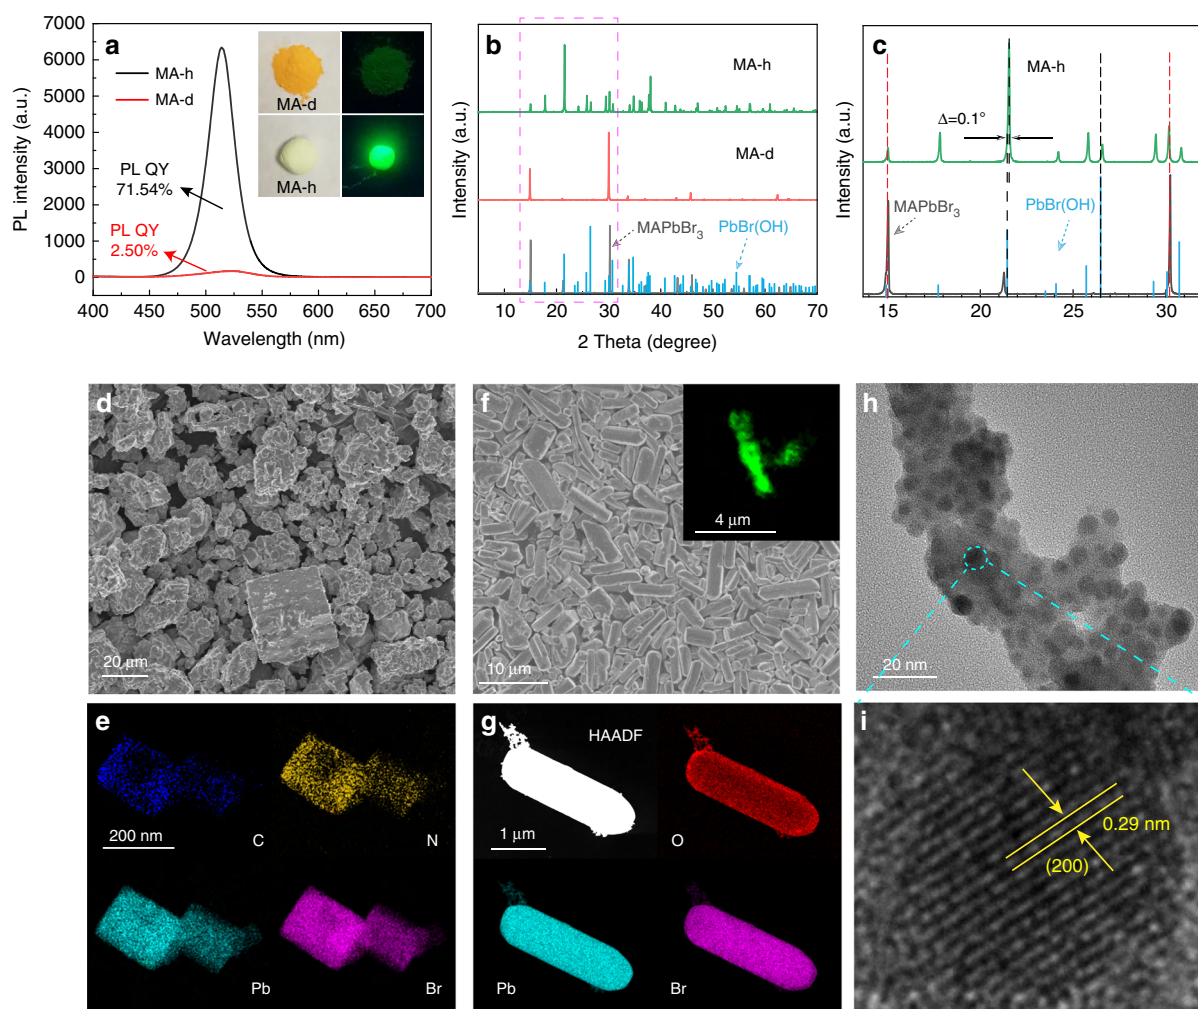 a
PL intensity (a.u.)
7000
6000
5000
4000
3000
2000
1000
0
MA-h
MA-d
PL QY
71.54%
PL QY
2.50%
MA-d
MA-h
400
450
500
550
600
650
700
Wavelength (nm)
b
Intensity (a.u.)
MA-h
MA-d
MAPbBr3
PbBr(OH)
10
20
30
40
50
60
70
2 Theta (degree)
c
Intensity (a.u.)
MA-h
Δ=0.1°
MAPbBr3
PbBr(OH)
15
20
25
30
d
20 μm
f
4 μm
10 μm
h
20 nm
e
200 nm
C
N
Pb
Br
g
HAADF
1 μm
O
Pb
Br
i
0.29 nm
(200)